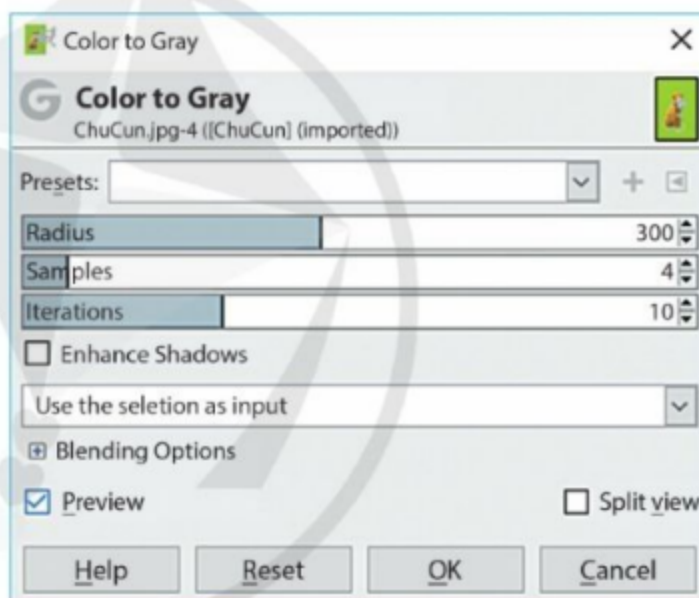 Color to Gray
Color to Gray
ChuCun.jpg-4 ([ChuCun] (imported))
Presets:
Radius 300
Samples 4
Iterations 10
Enhance Shadows
Use the seletion as input
Blending Options
Preview Split view
Help Reset OK Cancel